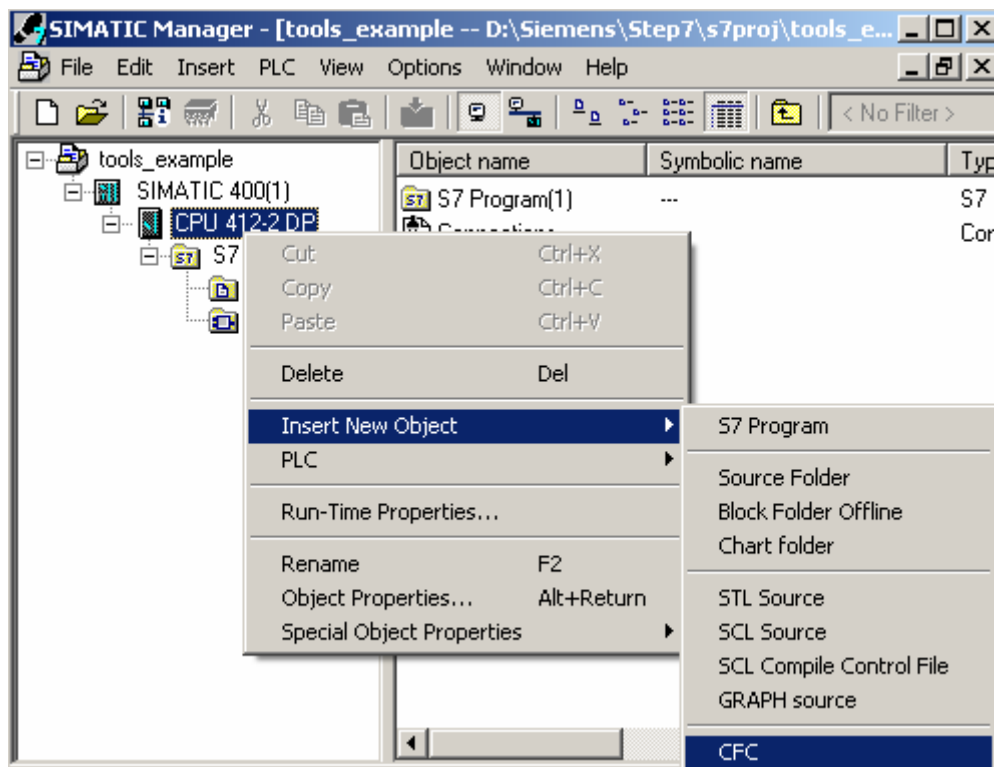 SIMATIC Manager - [tools_example -- D:\Siemens\Step7\s7proj\tools_e...
File Edit Insert PLC View Options Window Help
< No Filter >
tools_example
SIMATIC 400(1)
CPU 412-2 DP
S7
Object name Symbolic name Typ
S7 Program(1) --- S7
Connections Cor
Cut Ctrl+X
Copy Ctrl+C
Paste Ctrl+V
Delete Del
Insert New Object
PLC
Run-Time Properties...
Rename F2
Object Properties... Alt+Return
Special Object Properties
S7 Program
Source Folder
Block Folder Offline
Chart folder
STL Source
SCL Source
SCL Compile Control File
GRAPH source
CFC